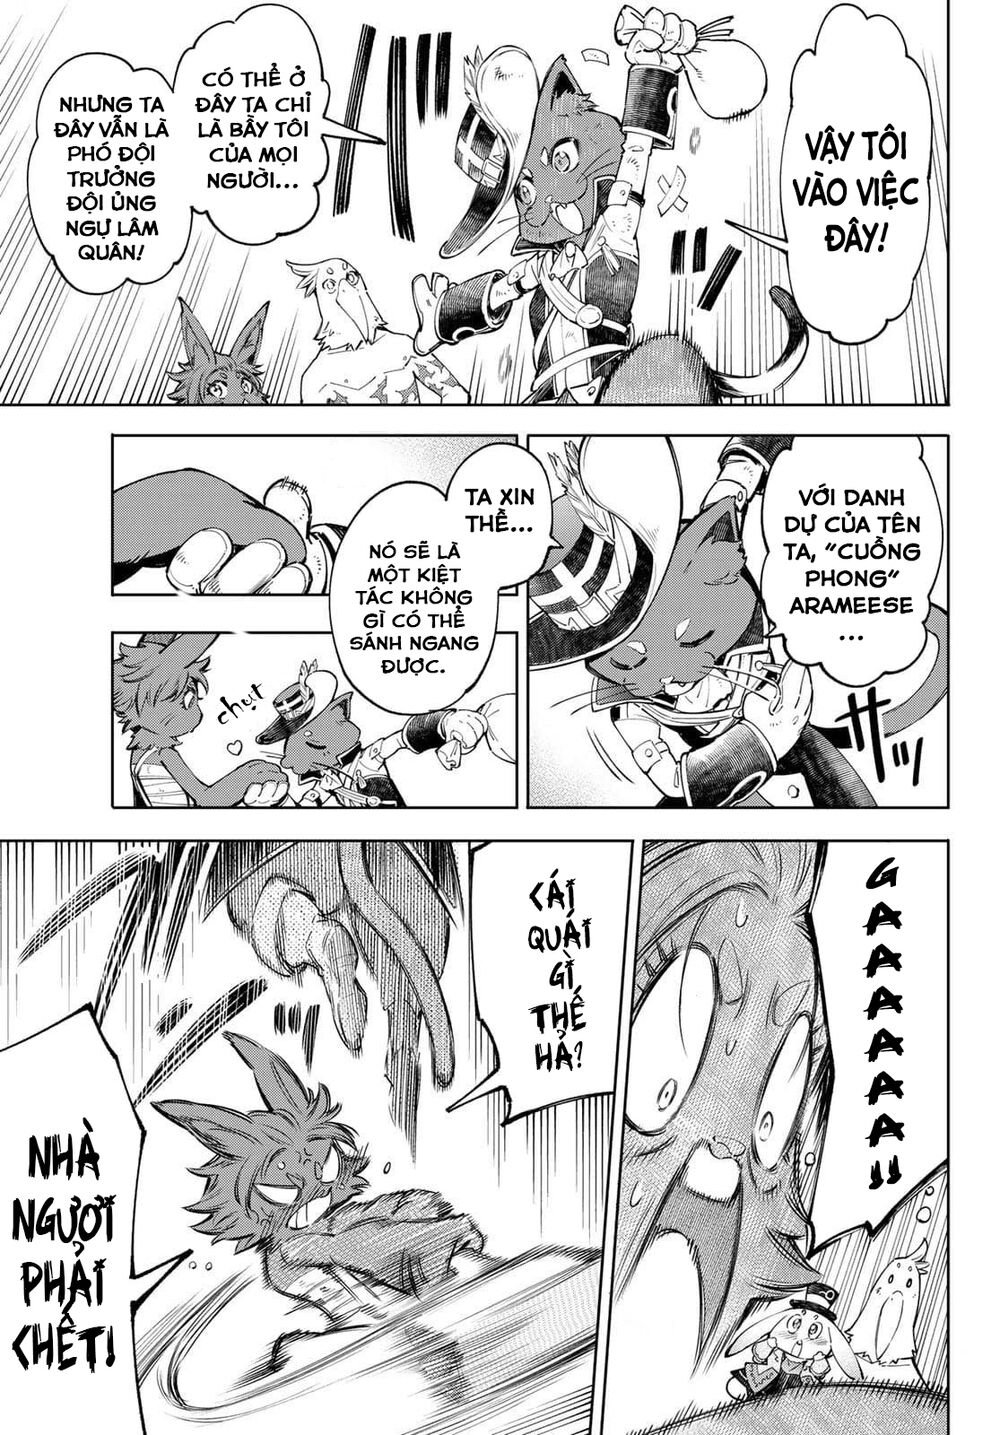 VẬY TÔI
VÀO VIỆC
ĐÂY!
CÓ THỂ Ở
ĐÂY TA CHỈ
LÀ BẦY TÔI
CỦA MỌI
NGƯỜI...
NHƯNG TA
ĐÂY VẪN LÀ
PHÓ ĐỘI
TRƯỞNG
ĐỘI ỦNG
NGỰ LÂM
QUÂN!
VỚI DANH
DỰ CỦA TÊN
TA, "CUỒNG
PHONG"
ARAMEESE
...
TA XIN
THỀ...
NÓ SẼ LÀ
MỘT KIỆT
TÁC KHÔNG
GÌ CÓ THỂ
SÁNH NGANG
ĐƯỢC.
ガッ
chụt
GAAAAAA!!
CÁI
QUÁI
GÌ
THẾ
HẢ?
NHÀ
NGƯƠI
PHẢI
CHẾT!